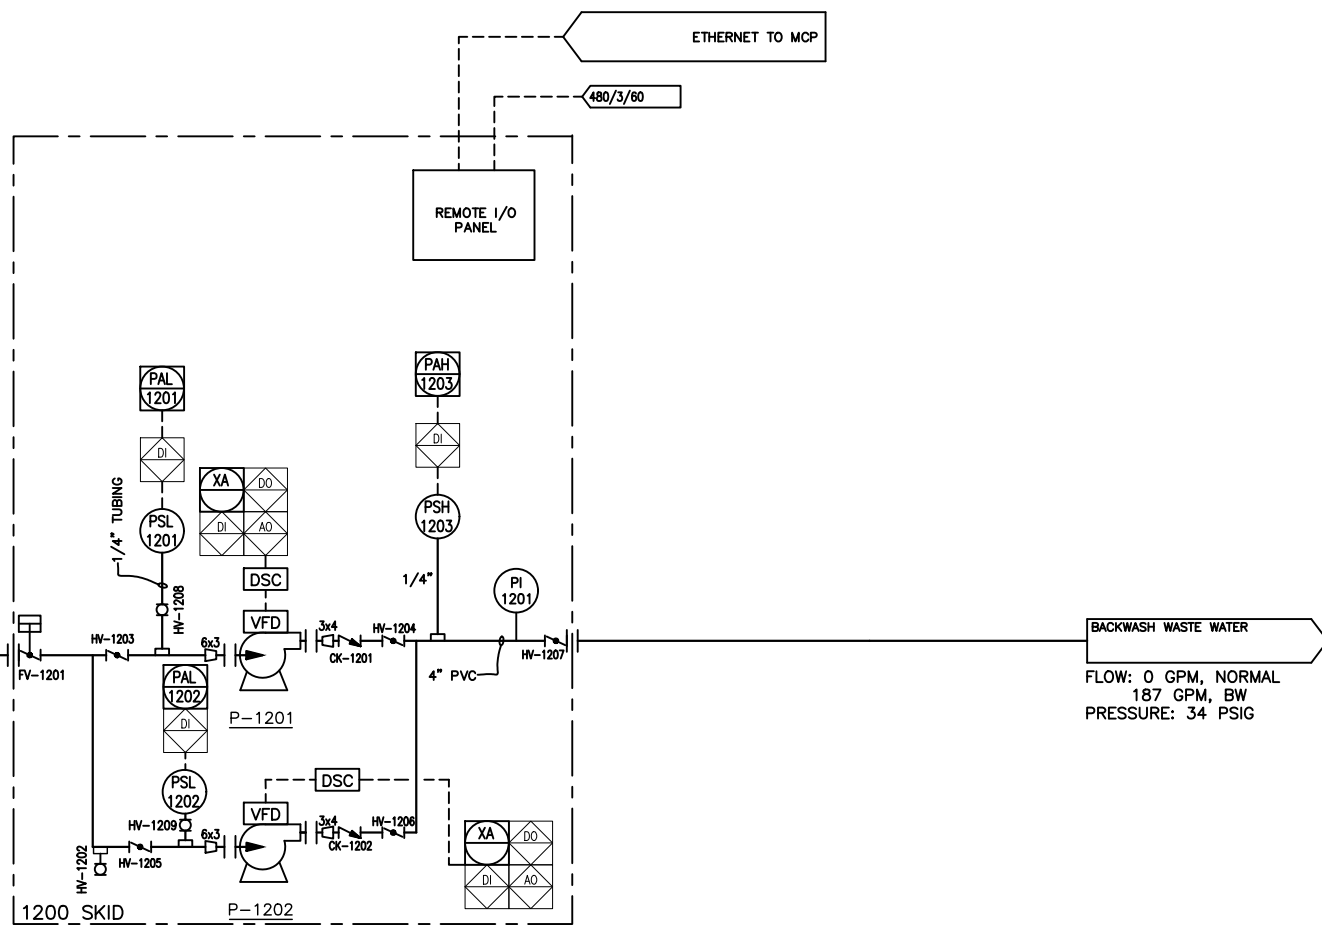 ETHERNET TO MCP
480/3/60
REMOTE I/O
PANEL
PAL
1201
PAH
1203
DI
DI
XA
DO
DI
AO
PSL
1201
PSH
1203
1/4" TUBING
HV-1208
DSC
1/4"
PI
1201
VFD
HV-1203
6x3
3x4
HV-1204
FV-1201
CK-1201
HV-1207
4" PVC
BACKWASH WASTE WATER
FLOW: 0 GPM, NORMAL
187 GPM, BW
PRESSURE: 34 PSIG
PAL
1202
DI
P-1201
PSL
1202
DSC
VFD
HV-1209
6x3
3x4
HV-1206
HV-1202
HV-1205
CK-1202
XA
DO
DI
AO
1200 SKID
P-1202